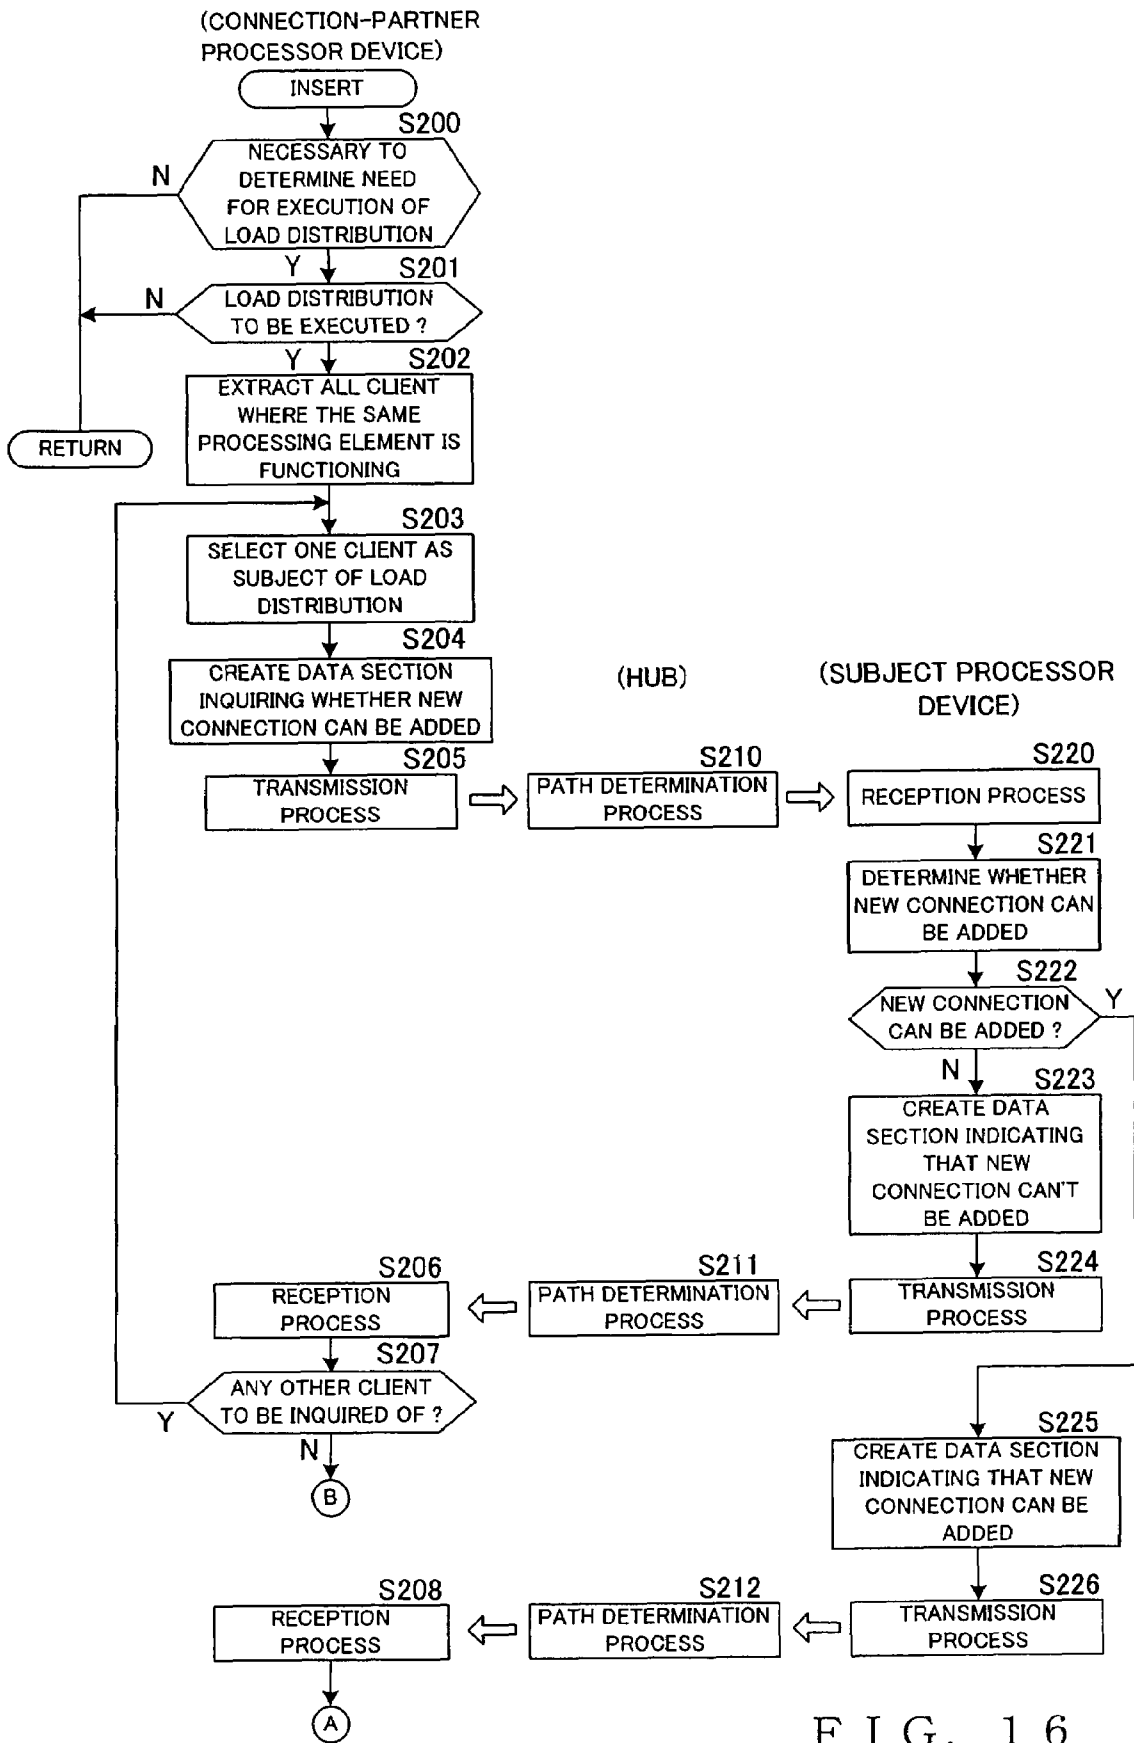 (CONNECTION-PARTNER
PROCESSOR DEVICE)
INSERT
S200
NECESSARY TO
DETERMINE NEED
FOR EXECUTION OF
LOAD DISTRIBUTION
N
Y
S201
LOAD DISTRIBUTION
TO BE EXECUTED ?
N
Y
S202
EXTRACT ALL CLIENT
WHERE THE SAME
PROCESSING ELEMENT IS
FUNCTIONING
RETURN
S203
SELECT ONE CLIENT AS
SUBJECT OF LOAD
DISTRIBUTION
S204
CREATE DATA SECTION
INQUIRING WHETHER NEW
CONNECTION CAN BE ADDED
(HUB)
(SUBJECT PROCESSOR
DEVICE)
S205
TRANSMISSION
PROCESS
S210
PATH DETERMINATION
PROCESS
S220
RECEPTION PROCESS
S221
DETERMINE WHETHER
NEW CONNECTION CAN
BE ADDED
S222
NEW CONNECTION
CAN BE ADDED ?
Y
N
S223
CREATE DATA
SECTION INDICATING
THAT NEW
CONNECTION CAN'T
BE ADDED
S224
TRANSMISSION
PROCESS
S211
PATH DETERMINATION
PROCESS
S206
RECEPTION
PROCESS
S207
ANY OTHER CLIENT
TO BE INQUIRED OF ?
Y
N
B
S225
CREATE DATA SECTION
INDICATING THAT NEW
CONNECTION CAN BE
ADDED
S226
TRANSMISSION
PROCESS
S212
PATH DETERMINATION
PROCESS
S208
RECEPTION
PROCESS
A
FIG. 16